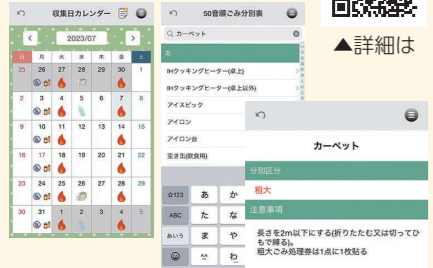 収集日カレンダー
2023/07
日 月 火 水 木 金 土
25 26 27 28 29 30 1
2 3 4 5 6 7 8
9 10 11 12 13 14 15
16 17 18 19 20 21 22
23 24 25 26 27 28 29
30 31 1 2 3 4 5
50音順ごみ分別表
カーペット
あ
IHクッキングヒーター(卓上)
IHクッキングヒーター(卓上以外)
アイスピック
アイロン
アイロン台
空き缶(飲食用)
☆123 あ か
ABC た な
あいう ま や
^^ わ
▲詳細は
カーペット
分別区分
粗大
注意事項
長さを2m以下にする(折りたたむ又は切ってひ
もで縛る)。
粗大ごみ処理券は1点に1枚貼る